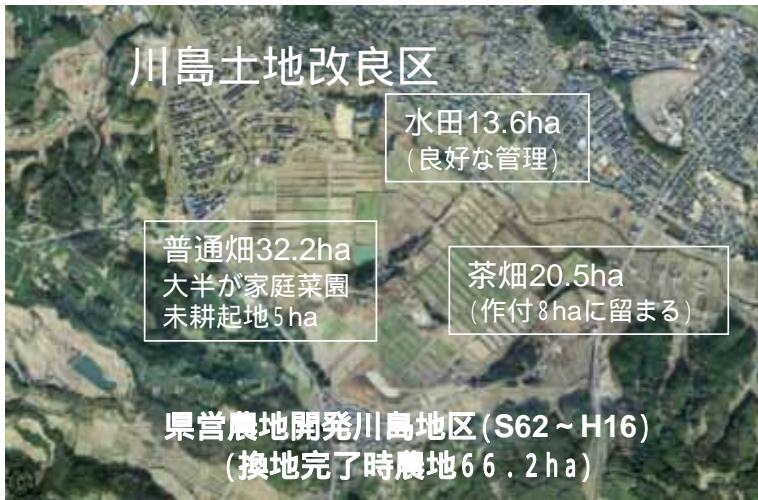 川島土地改良区
水田13.6ha
(良好な管理)
普通畑32.2ha
大半が家庭菜園
未耕起地5ha
茶畑20.5ha
(作付8haに留まる)
県営農地開発川島地区(S62~H16)
(換地完了時農地66.2ha)